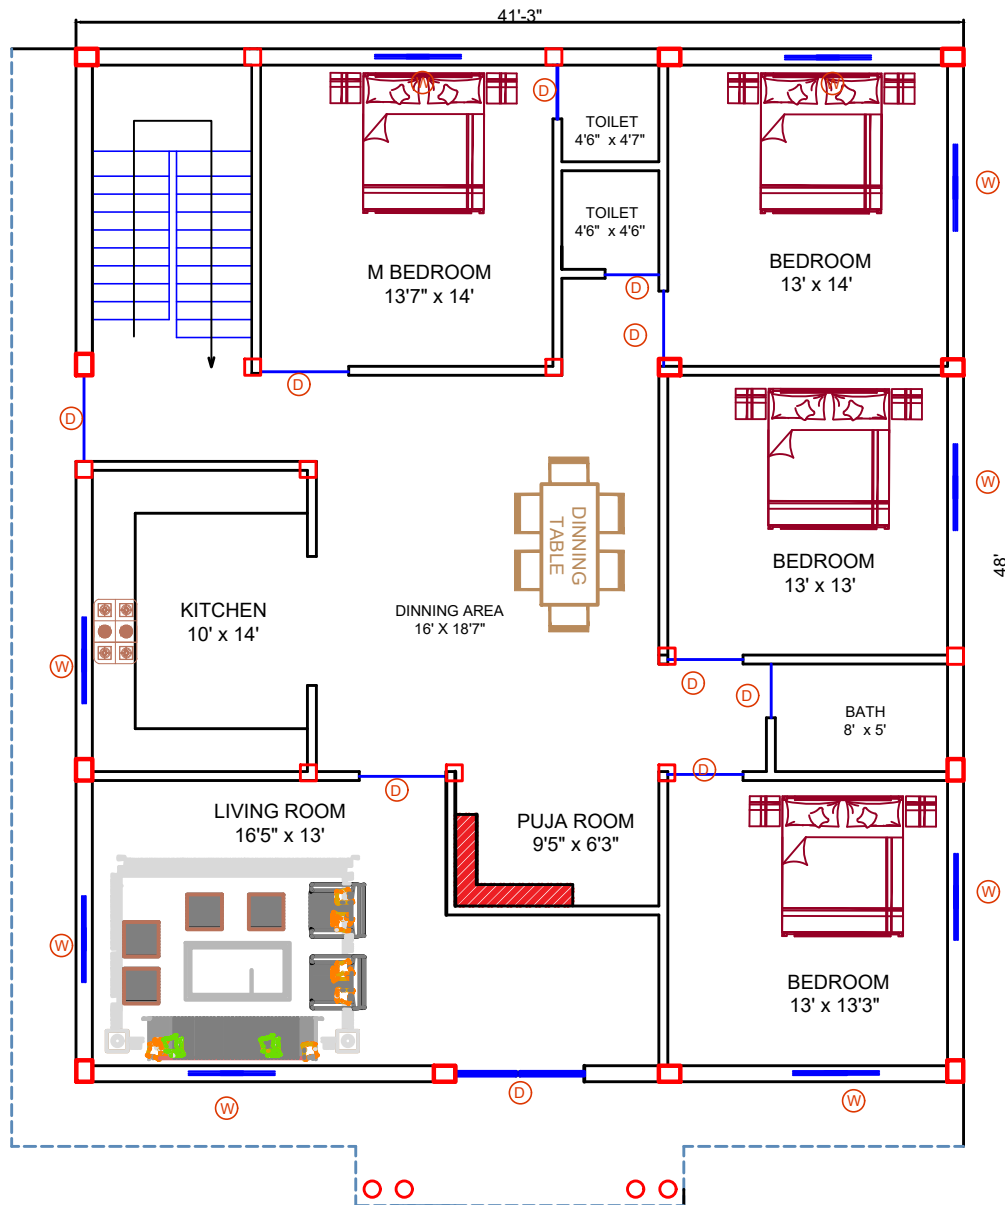 41'-3"
W
W
D
TOILET
4'6" x 4'7"
W
TOILET
4'6" x 4'6"
M BEDROOM
13'7" x 14'
BEDROOM
13' x 14'
D
D
D
D
W
DINNING
TABLE
48'
BEDROOM
13' x 13'
KITCHEN
10' x 14'
DINNING AREA
16' X 18'7"
W
D
D
BATH
8' x 5'
D
D
LIVING ROOM
16'5" x 13'
PUJA ROOM
9'5" x 6'3"
W
W
BEDROOM
13' x 13'3"
D
W
W